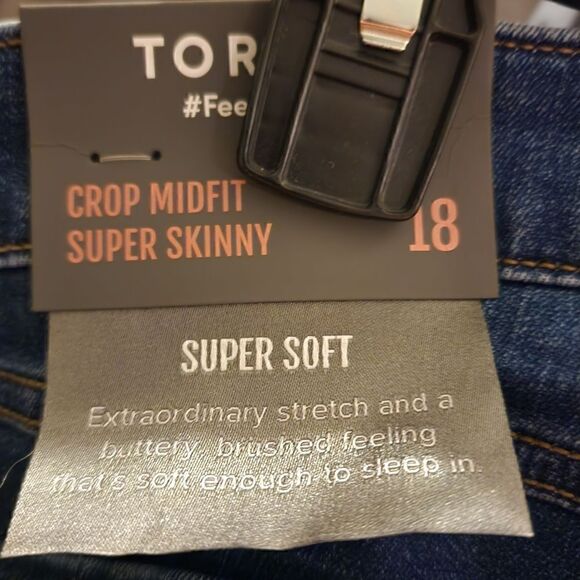 TOR
#Fee
CROP MIDFIT
SUPER SKINNY
18
SUPER SOFT
Extraordinary stretch and a
buttery, brushed feeling
that's soft enough to sleep in.